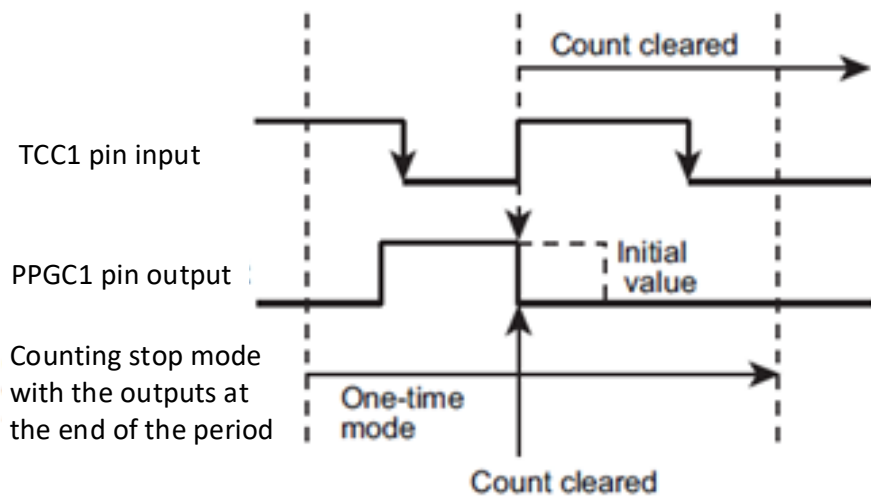 Count cleared
TCC1 pin input
PPGC1 pin output
Initial
value
Counting stop mode
with the outputs at
the end of the period
One-time
mode
Count cleared